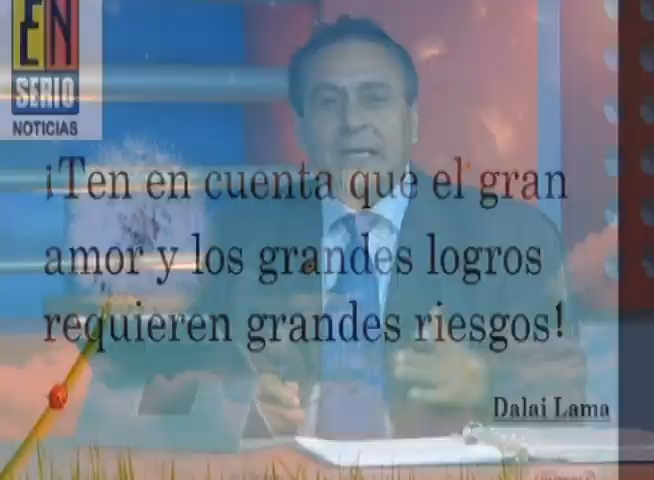 EN
SERIO
NOTICIAS
¡Ten en cuenta que el gran
amor y los grandes logros
requieren grandes riesgos!
Dalai Lama